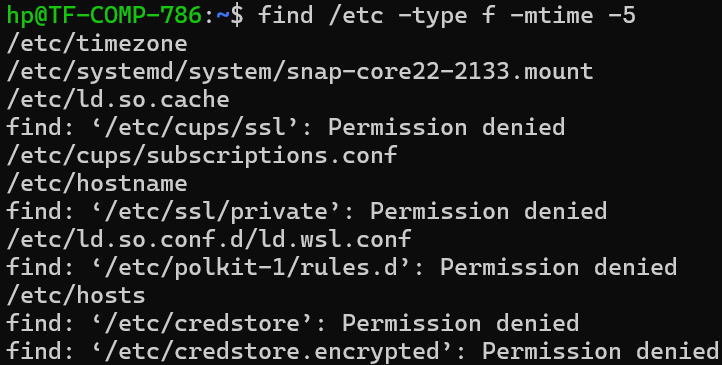 hp@TF-COMP-786:~$ find /etc -type f -mtime -5
/etc/timezone
/etc/systemd/system/snap-core22-2133.mount
/etc/ld.so.cache
find: ‘/etc/cups/ssl’: Permission denied
/etc/cups/subscriptions.conf
/etc/hostname
find: ‘/etc/ssl/private’: Permission denied
/etc/ld.so.conf.d/ld.wsl.conf
find: ‘/etc/polkit-1/rules.d’: Permission denied
/etc/hosts
find: ‘/etc/credstore’: Permission denied
find: ‘/etc/credstore.encrypted’: Permission denied